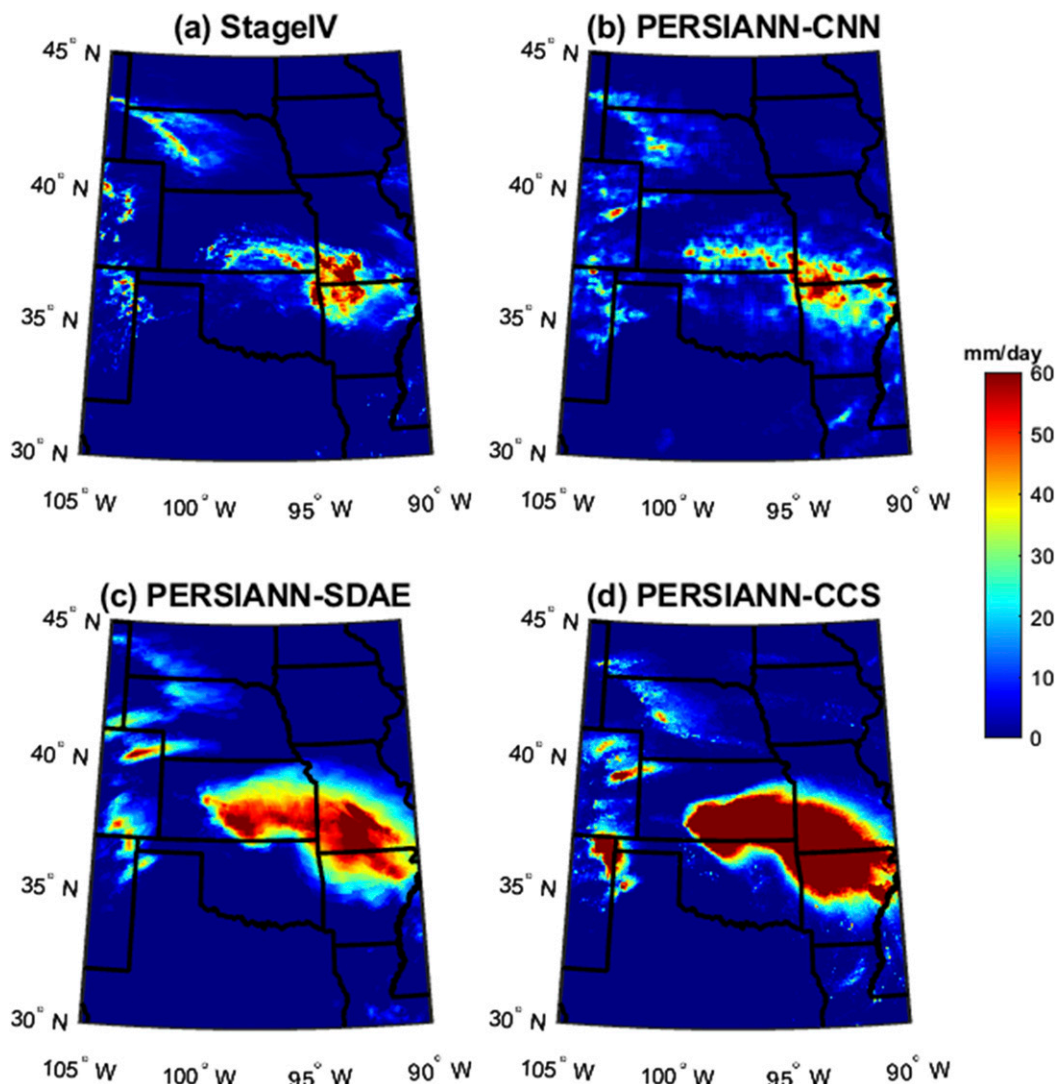 (a) StageIV
(b) PERSIANN-CNN
45° N
45° N
40° N
40° N
35° N
35° N
30° N
30° N
105° W
100° W
95° W
90° W
105° W
100° W
95° W
90° W
mm/day
60
50
40
30
20
10
0
(c) PERSIANN-SDAE
(d) PERSIANN-CCS
45° N
45° N
40° N
40° N
35° N
35° N
30° N
30° N
105° W
100° W
95° W
90° W
105° W
100° W
95° W
90° W